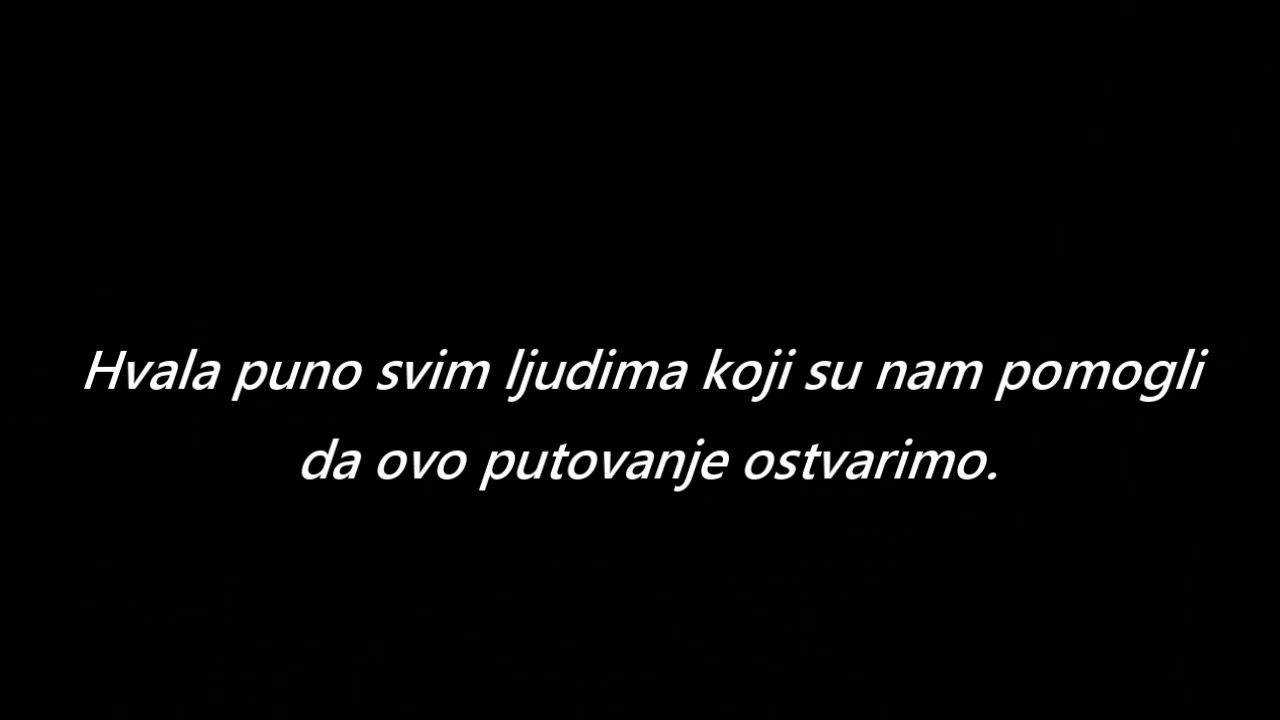 Hvala puno svim ljudima koji su nam pomogli
da ovo putovanje ostvarimo.